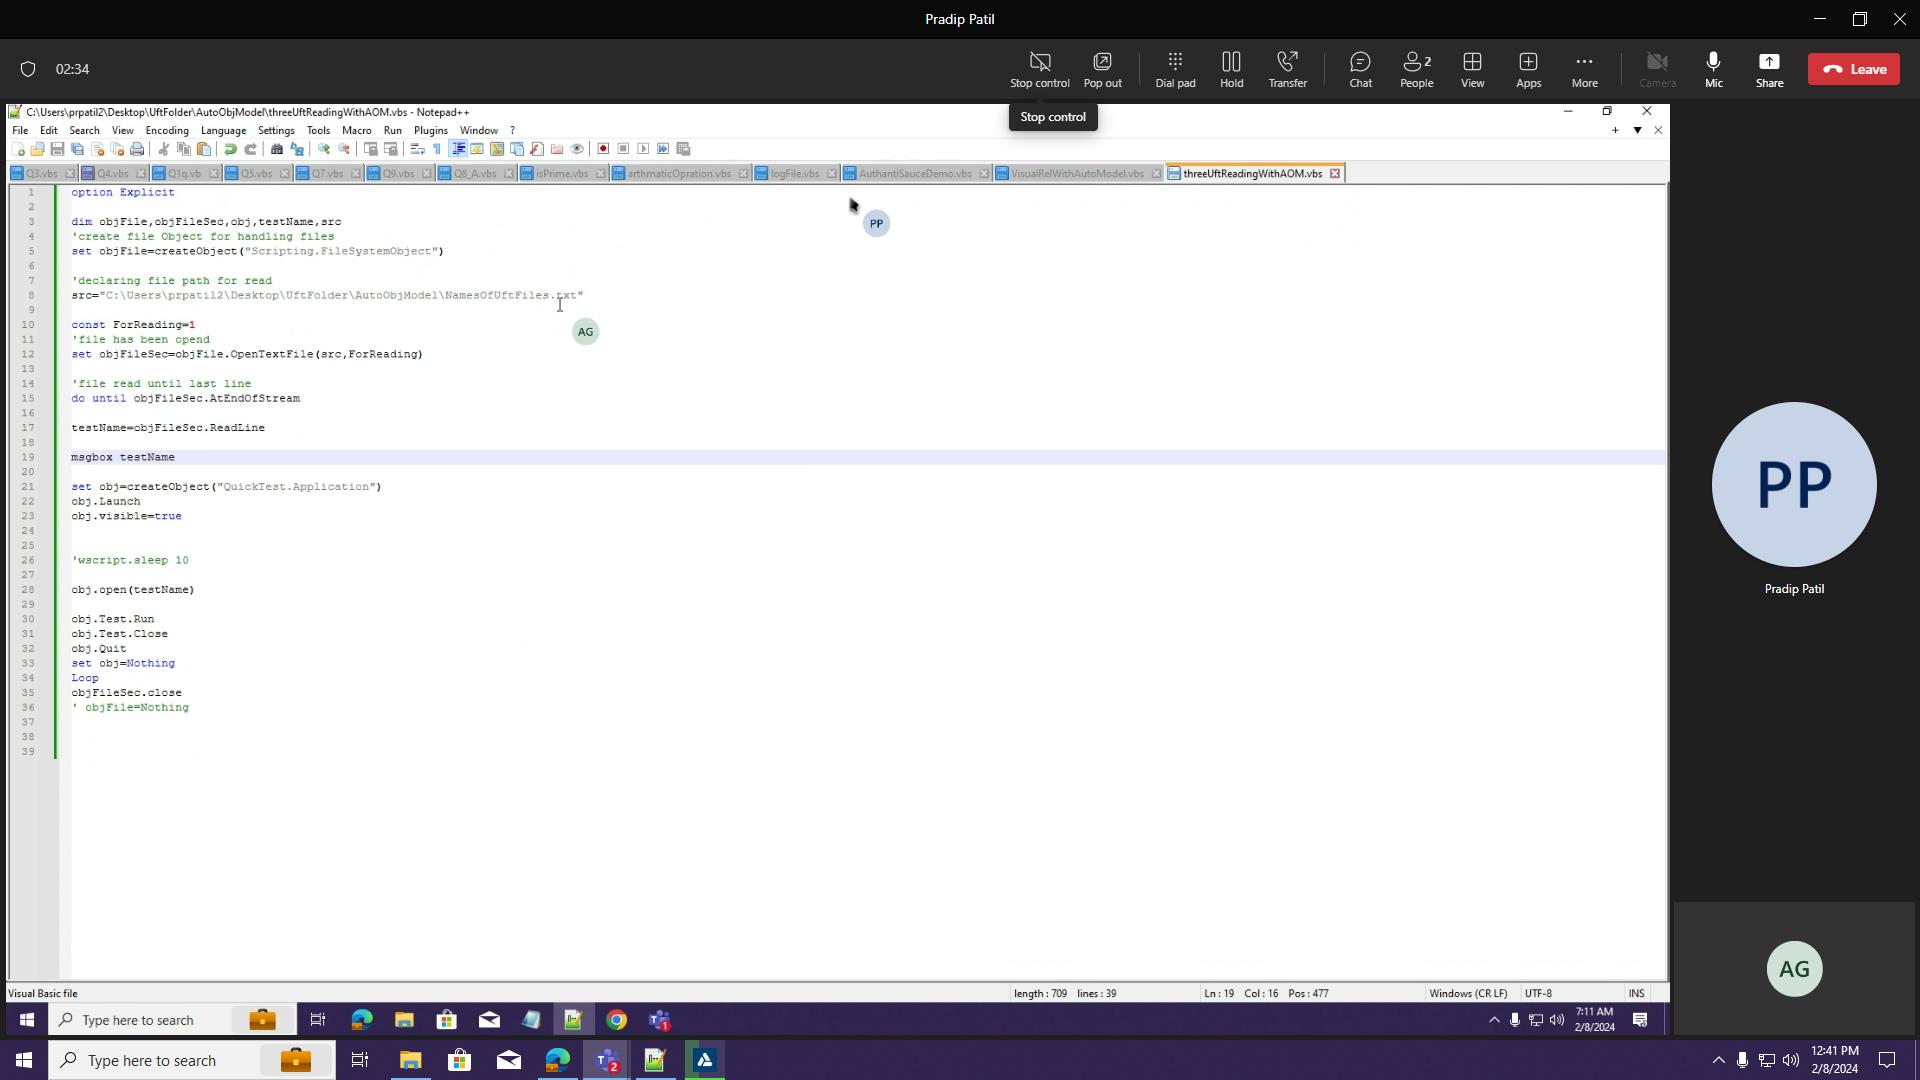 Pradip Patil
02:34
Stop control
Pop out
Dial pad
Hold
Transfer
Chat
2
People
View
Apps
More
Camera
Mic
Share
Leave
C:\Users\prpatil2\Desktop\UftFolder\AutoObjModel\threeUftReadingWithAOM.vbs - Notepad++
Stop control
File Edit Search View Encoding Language Settings Tools Macro Run Plugins Window ?
Q3.vbs Q4.vbs Q1q.vb Q5.vbs Q7.vbs Q9.vbs Q8_A.vbs isPrime.vbs arthmaticOpration.vbs logFile.vbs AuthantiSauceDemo.vbs VisualRelWithAutoModel.vbs threeUftReadingWithAOM.vbs
1 option Explicit
2
3 dim objFile,objFileSec,obj,testName,src
4 'create file Object for handling files
5 set objFile=createObject("Scripting.FileSystemObject")
6
7 'declaring file path for read
8 src="C:\Users\prpatil2\Desktop\UftFolder\AutoObjModel\NamesOfUftFiles.txt"
9
10 const ForReading=1
11 'file has been opend
12 set objFileSec=objFile.OpenTextFile(src,ForReading)
13
14 'file read until last line
15 do until objFileSec.AtEndOfStream
16
17 testName=objFileSec.ReadLine
18
19 msgbox testName
20
21 set obj=createObject("QuickTest.Application")
22 obj.Launch
23 obj.visible=true
24
25
26 'wscript.sleep 10
27
28 obj.open(testName)
29
30 obj.Test.Run
31 obj.Test.Close
32 obj.Quit
33 set obj=Nothing
34 Loop
35 objFileSec.close
36 ' objFile=Nothing
37
38
39
PP
AG
PP
Pradip Patil
AG
Visual Basic file length : 709 lines : 39 Ln : 19 Col : 16 Pos : 477 Windows (CR LF) UTF-8 INS
Type here to search
1
7:11 AM
2/8/2024
Type here to search
2
12:41 PM
2/8/2024